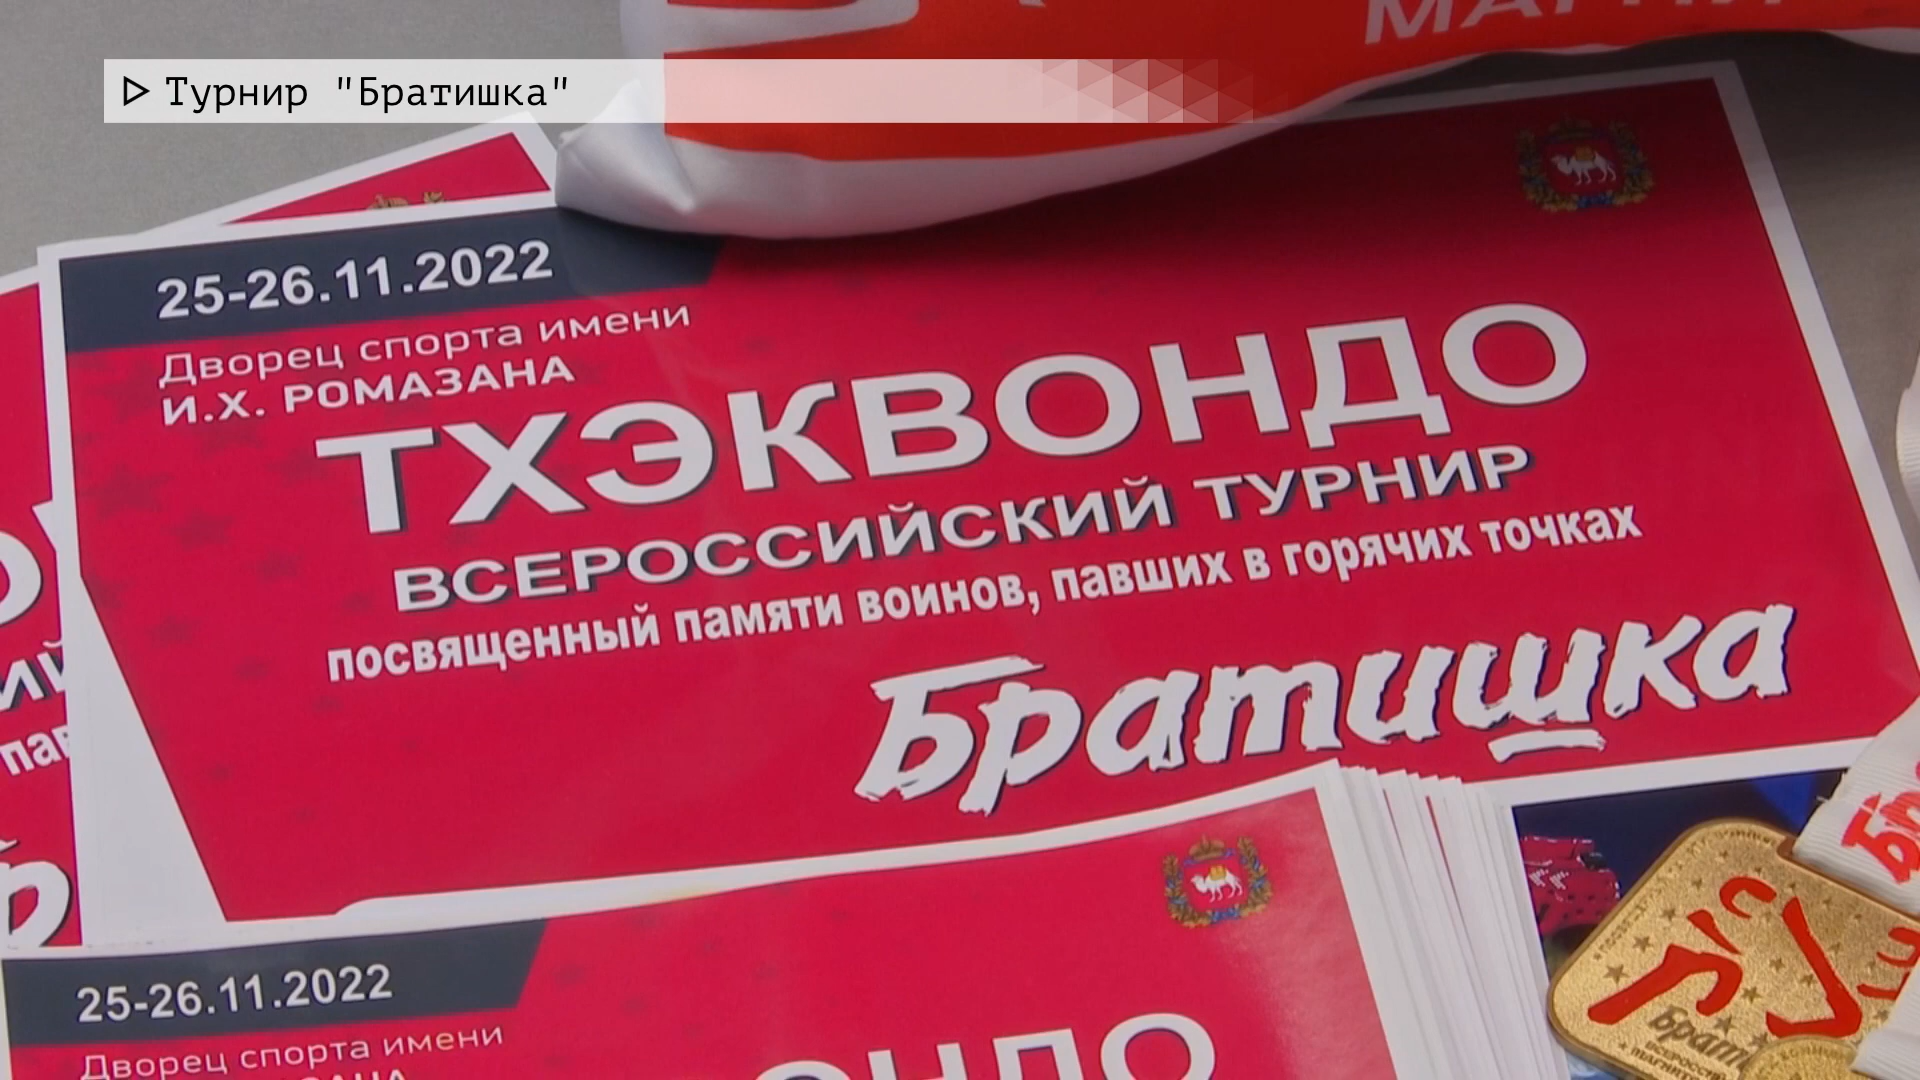 Турнир "Братишка"
25-26.11.2022
Дворец спорта имени
И.Х. РОМАЗАНА
ТХЭКВОНДО
ВСЕРОССИЙСКИЙ ТУРНИР
посвященный памяти воинов, павших в горячих точках
Братишка
25-26.11.2022
Дворец спорта имени